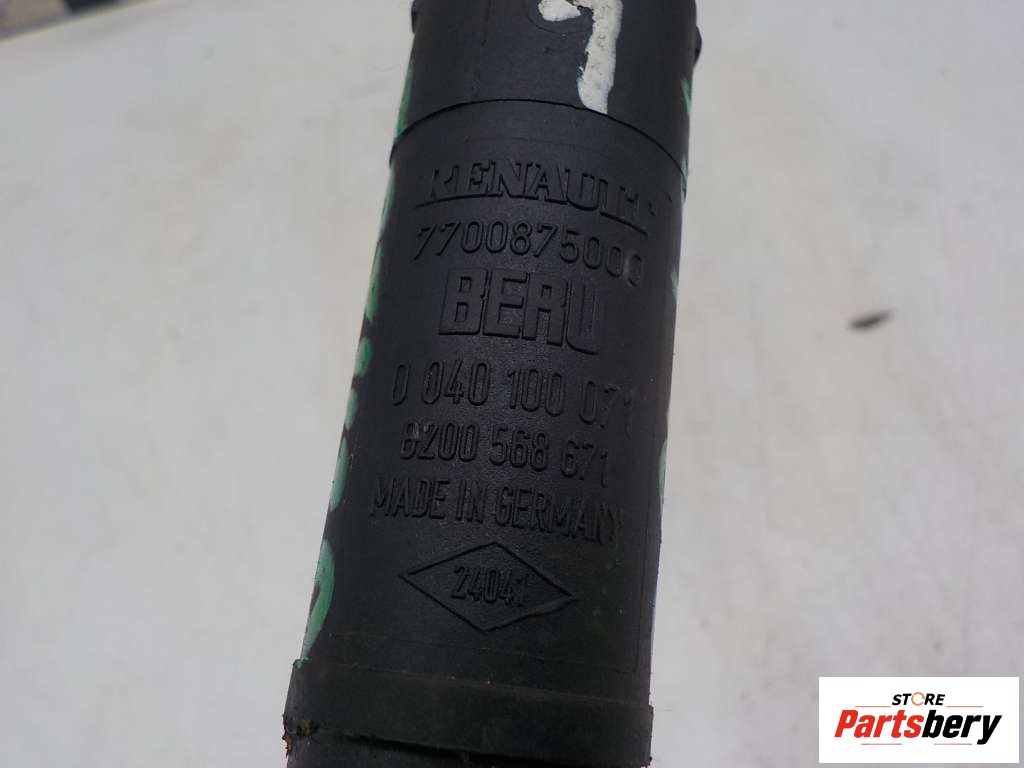 RENAULT
7700875000
BERU
0 040 100 071
8200 568 671
MADE IN GERMANY
24041
STORE
Partsbery